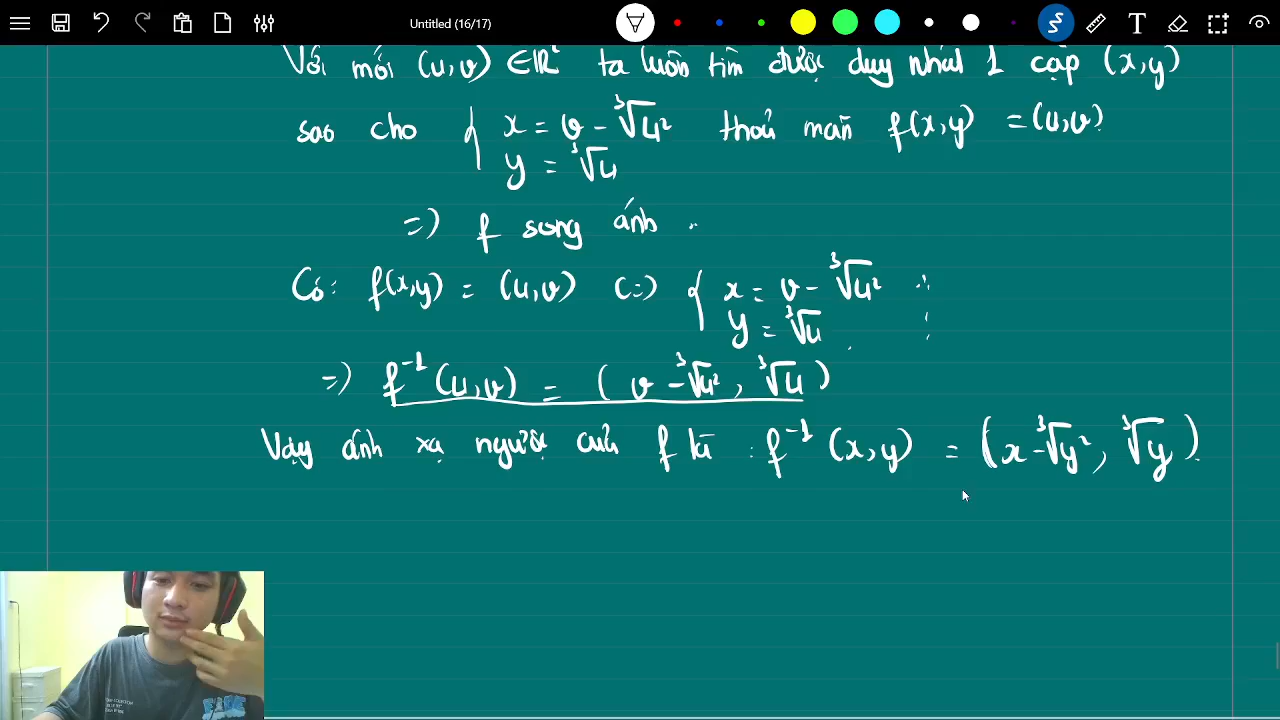 Untitled (16/17)
T
Với mỗi (u,v) ∈ ℝ² ta luôn tìm được duy nhất 1 cặp (x,y)
sao cho { x = v - ∛u² thoả mãn f(x,y) = (u,v).
y = ∛u
=> f song ánh.
Có: f(x,y) = (u,v) <=> { x = v - ∛u²
y = ∛u
=> f⁻¹(u,v) = (v - ∛u², ∛u)
Vậy ánh xạ ngược của f là : f⁻¹(x,y) = (x - ∛y², ∛y).